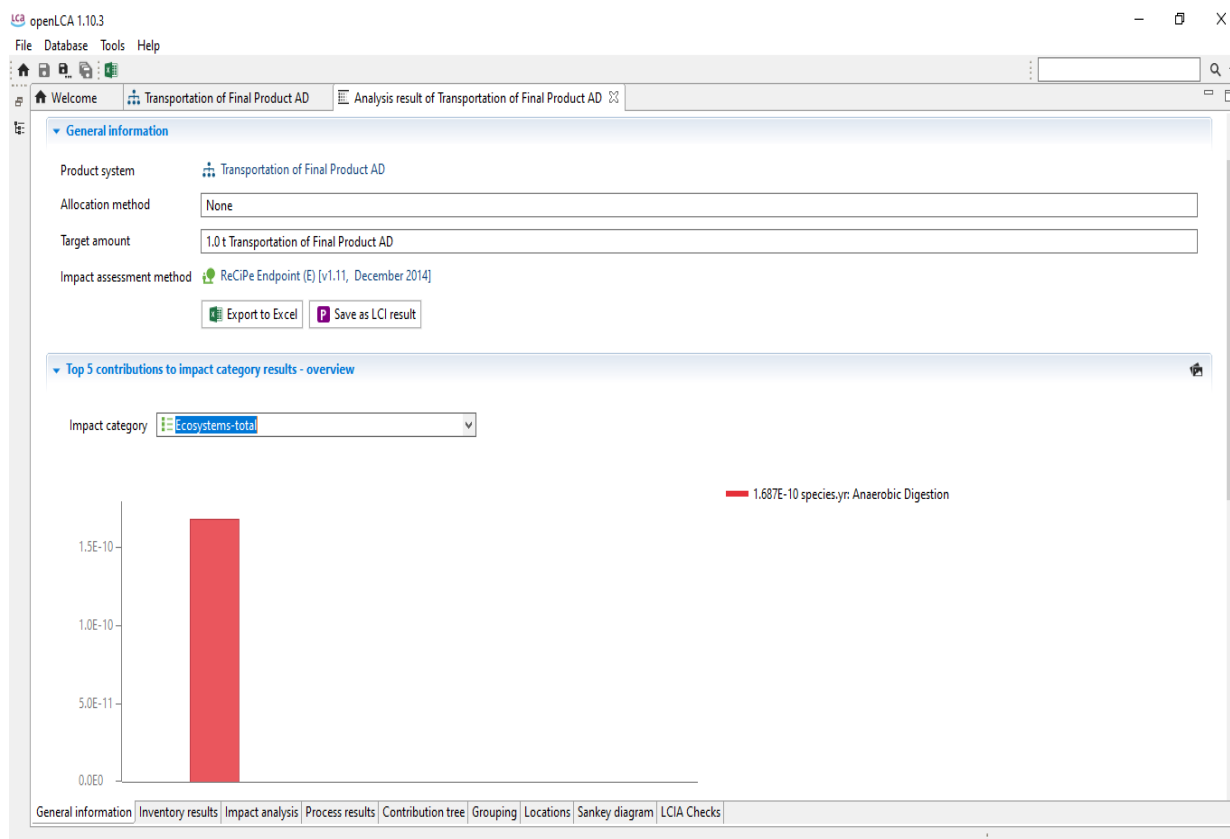 LCA openLCA 1.10.3
File Database Tools Help
Welcome Transportation of Final Product AD Analysis result of Transportation of Final Product AD
General information
Product system Transportation of Final Product AD
Allocation method None
Target amount 1.0 t Transportation of Final Product AD
Impact assessment method ReCiPe Endpoint (E) [v1.11, December 2014]
Export to Excel P Save as LCI result
Top 5 contributions to impact category results - overview
Impact category Ecosystems-total
1.687E-10 species.yr: Anaerobic Digestion
1.5E-10
1.0E-10
5.0E-11
0.0E0
General information Inventory results Impact analysis Process results Contribution tree Grouping Locations Sankey diagram LCIA Checks